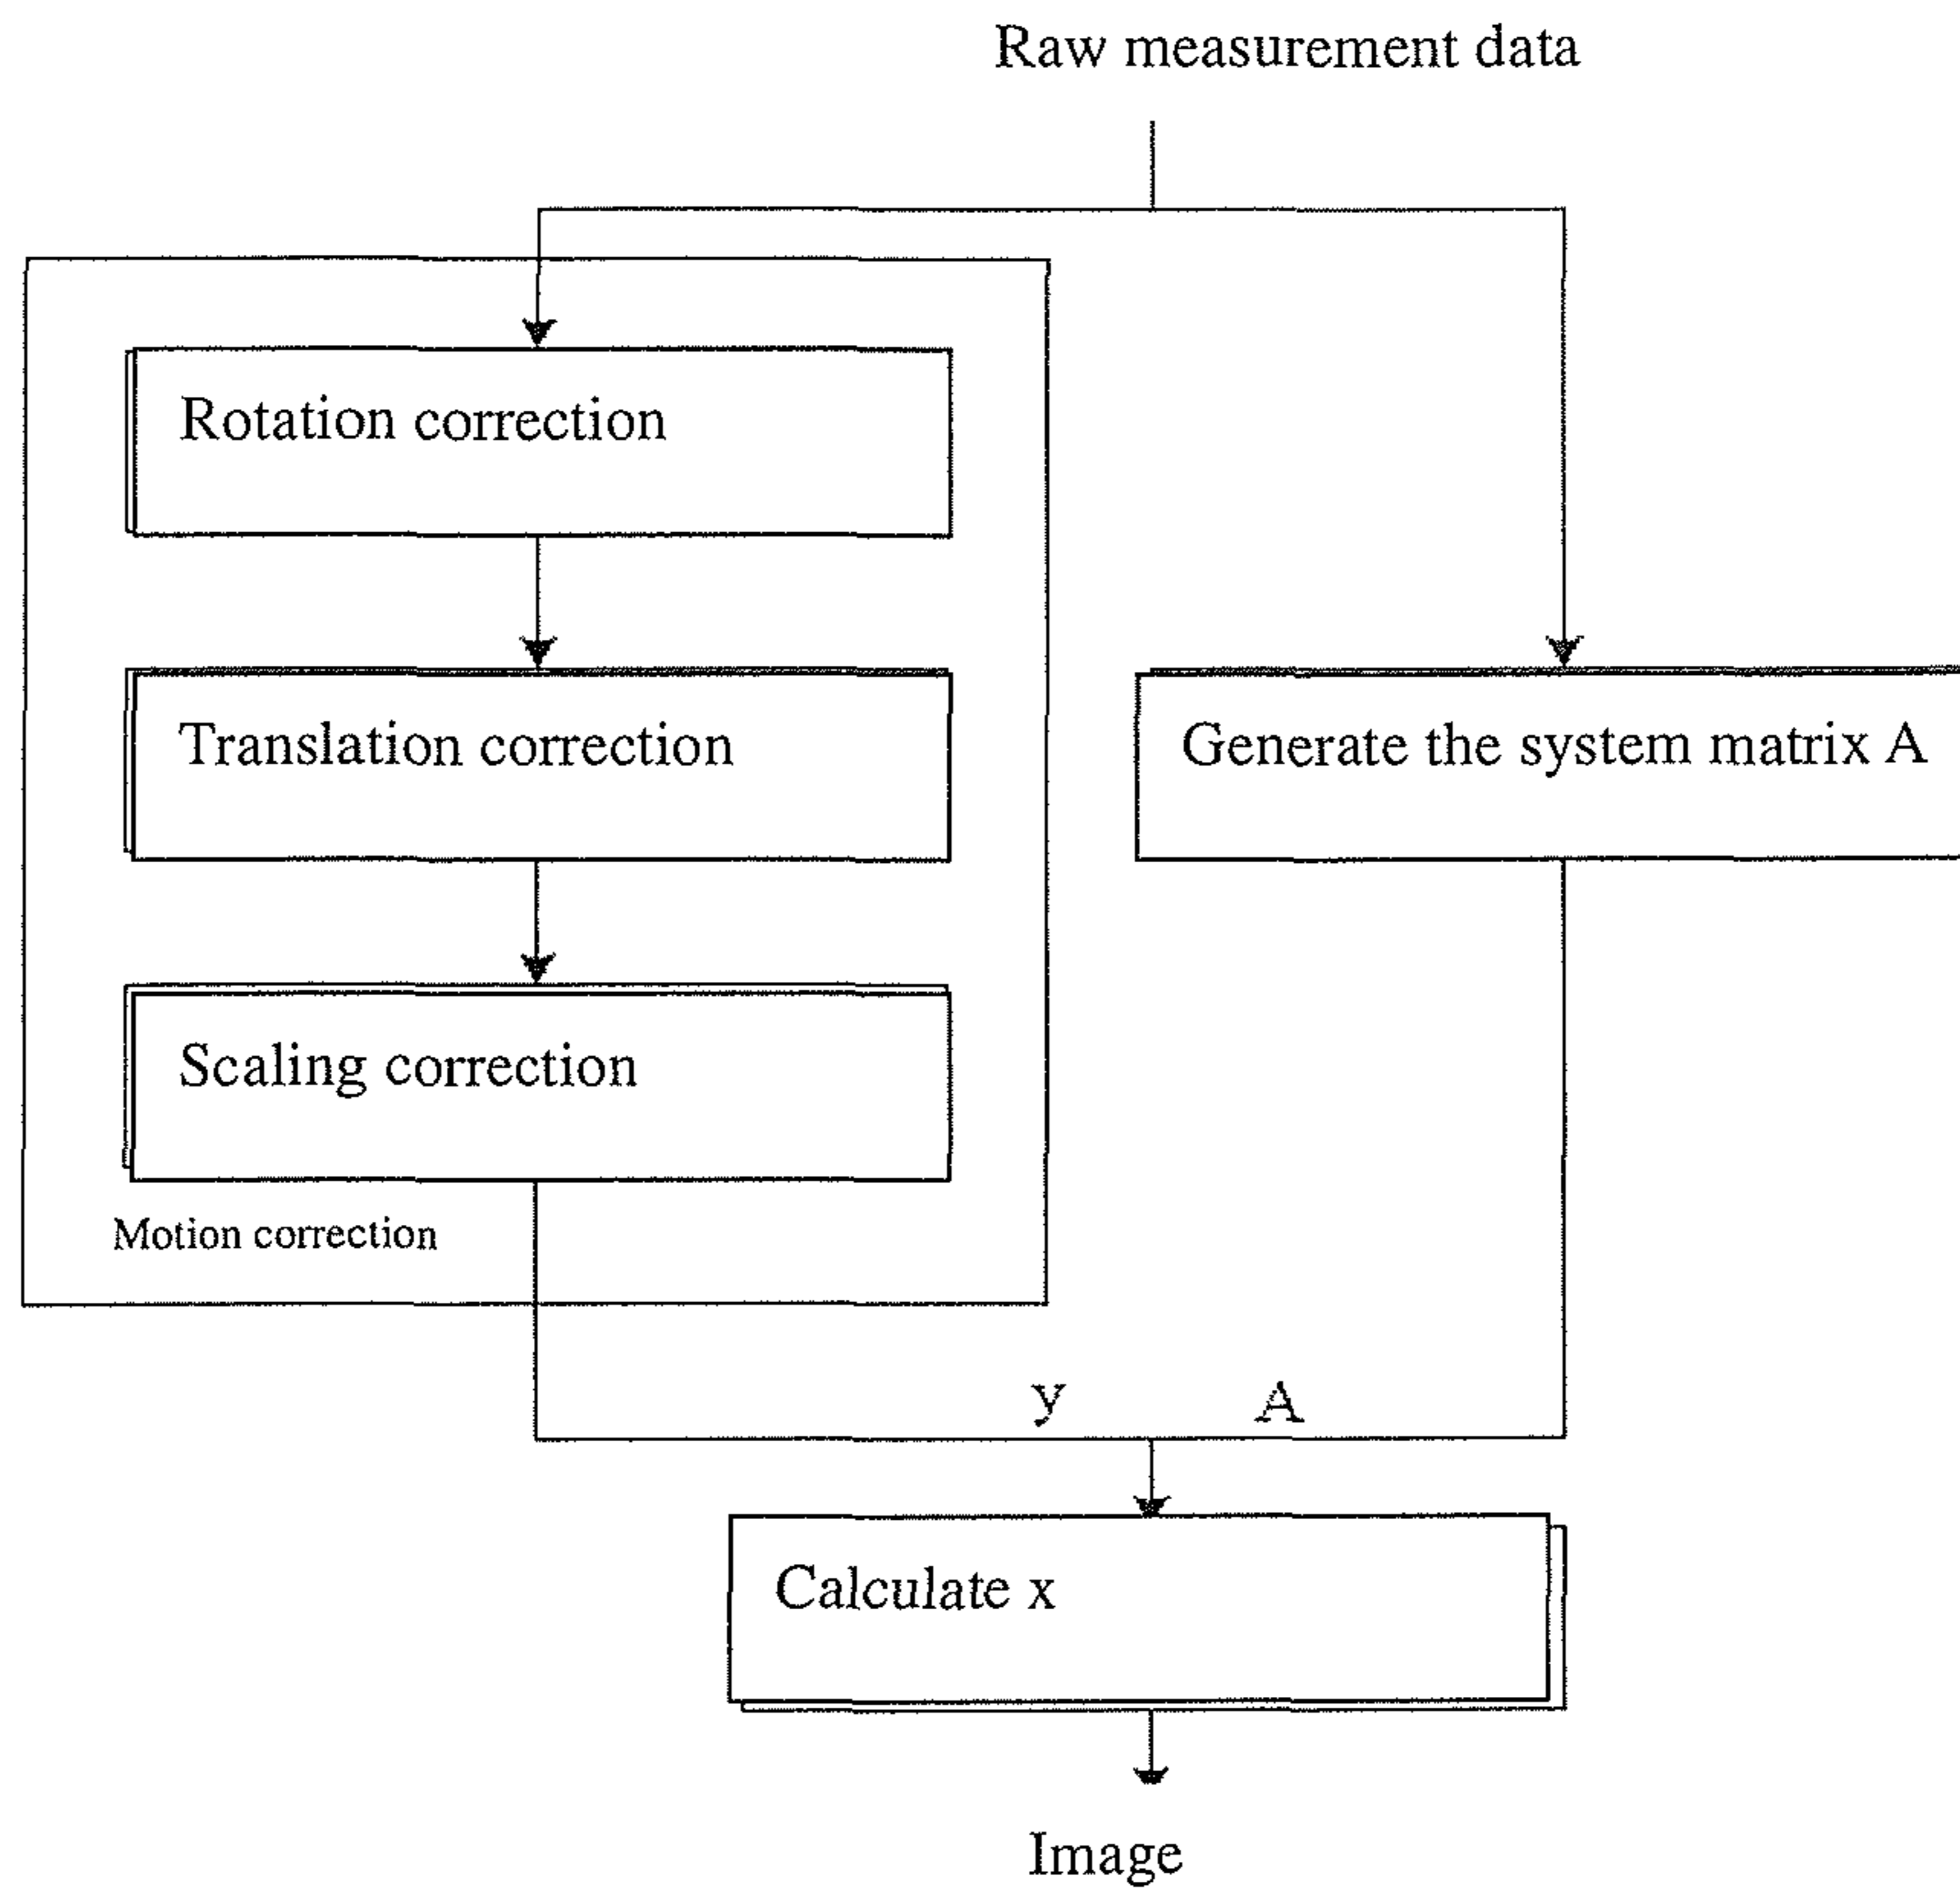 Raw measurement data
Rotation correction
Translation correction
Generate the system matrix A
Scaling correction
Motion correction
y
A
Calculate x
Image